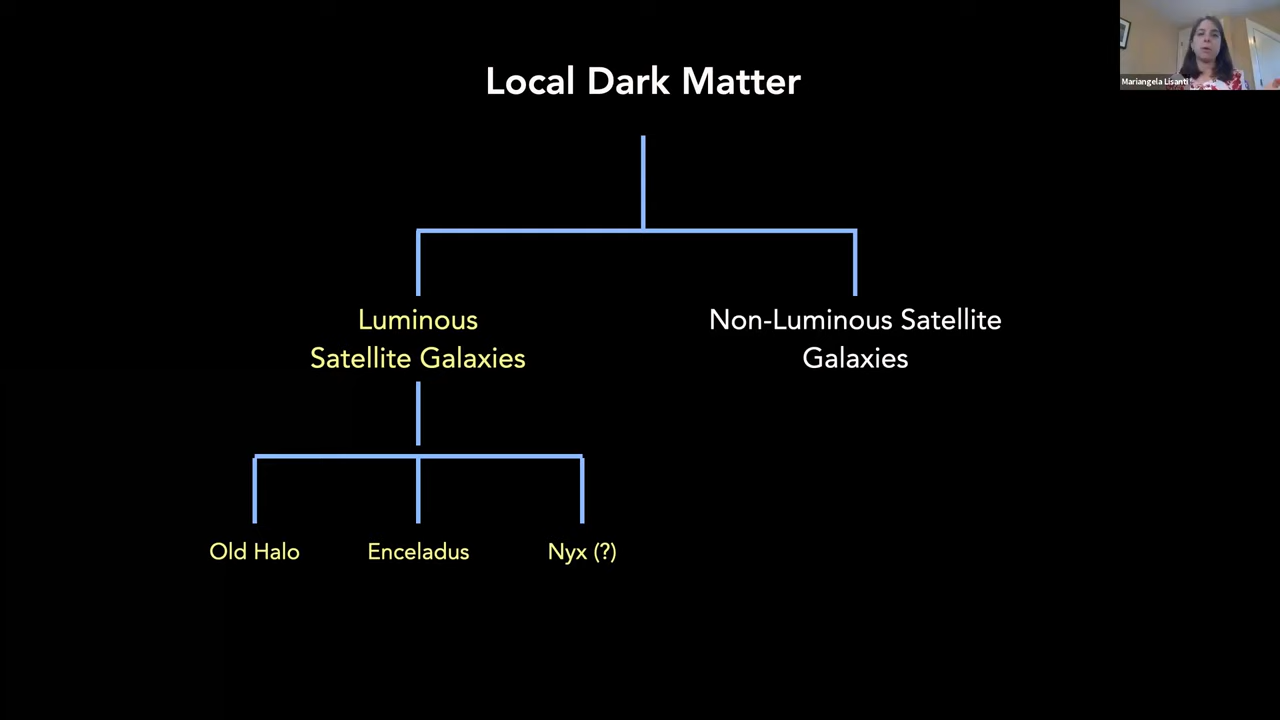 Local Dark Matter
Mariangela Lisanti
Luminous
Satellite Galaxies
Non-Luminous Satellite
Galaxies
Old Halo
Enceladus
Nyx (?)